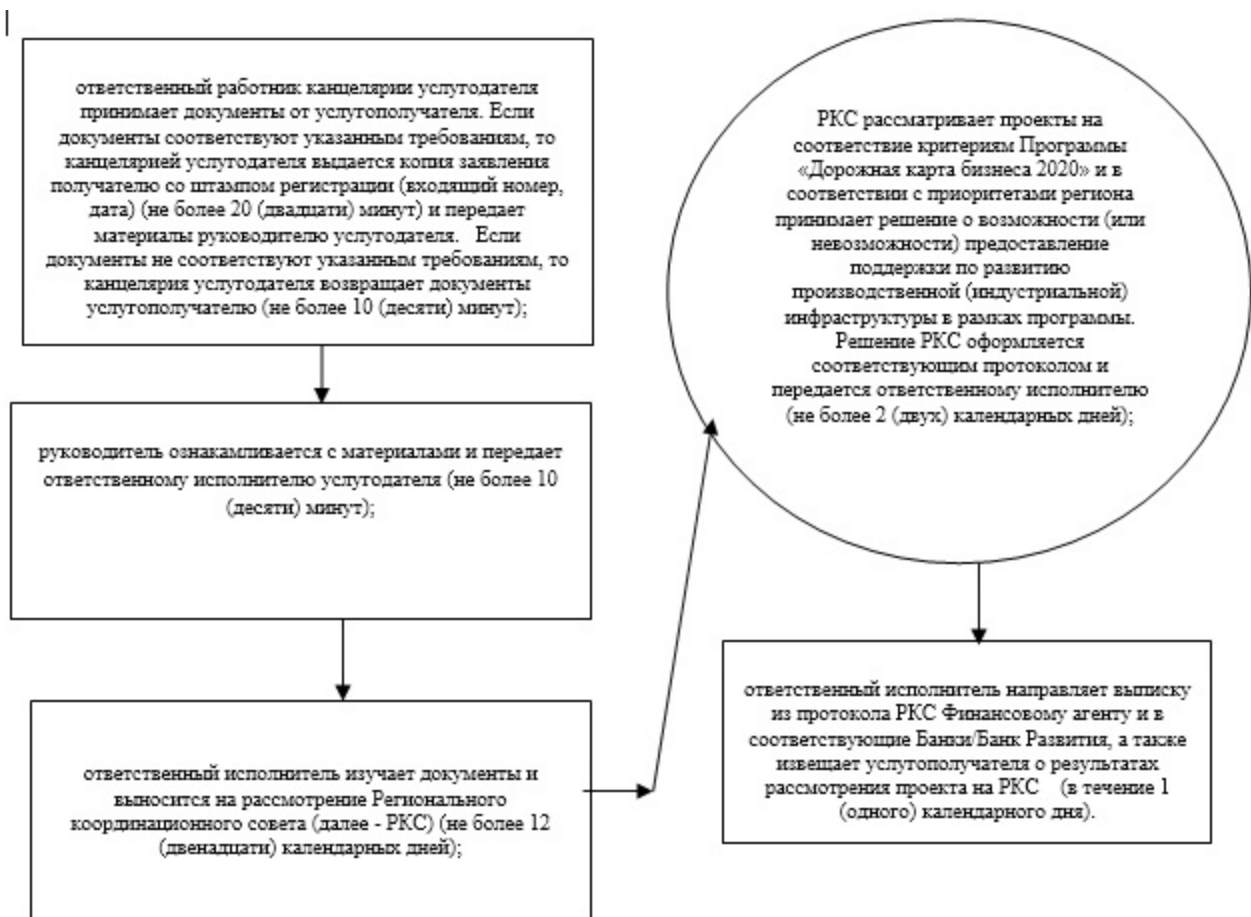 ответственный работник канцелярии услугодателя
принимает документы от услугополучателя. Если
документы соответствуют указанным требованиям, то
канцелярией услугодателя выдается копия заявления
получателю со штампом регистрации (входящий номер,
дата) (не более 20 (двадцати) минут) и передает
материалы руководителю услугодателя. Если
документы не соответствуют указанным требованиям, то
канцелярия услугодателя возвращает документы
услугополучателю (не более 10 (десяти) минут);
руководитель ознакамливается с материалами и передает
ответственному исполнителю услугодателя (не более 10
(десяти) минут);
ответственный исполнитель изучает документы и
выносится на рассмотрение Регионального
координационного совета (далее - РКС) (не более 12
(двенадцати) календарных дней);
РКС рассматривает проекты на
соответствие критериям Программы
«Дорожная карта бизнеса 2020» и в
соответствии с приоритетами региона
принимает решение о возможности (или
невозможности) предоставление
поддержки по развитию
производственной (индустриальной)
инфраструктуры в рамках программы.
Решение РКС оформляется
соответствующим протоколом и
передается ответственному исполнителю
(не более 2 (двух) календарных дней);
ответственный исполнитель направляет выписку
из протокола РКС Финансовому агенту и в
соответствующие Банки/Банк Развития, а также
извещает услугополучателя о результатах
рассмотрения проекта на РКС (в течение 1
(одного) календарного дня).